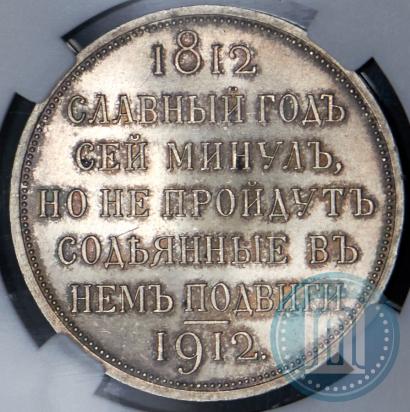 1812
СЛАВНЫЙ ГОДЪ
СЕЙ МИНУЛЪ,
НО НЕ ПРОЙДУТЪ
СОДѢЯННЫЕ ВЪ
НЕМЪ ПОДВИГИ
1912.